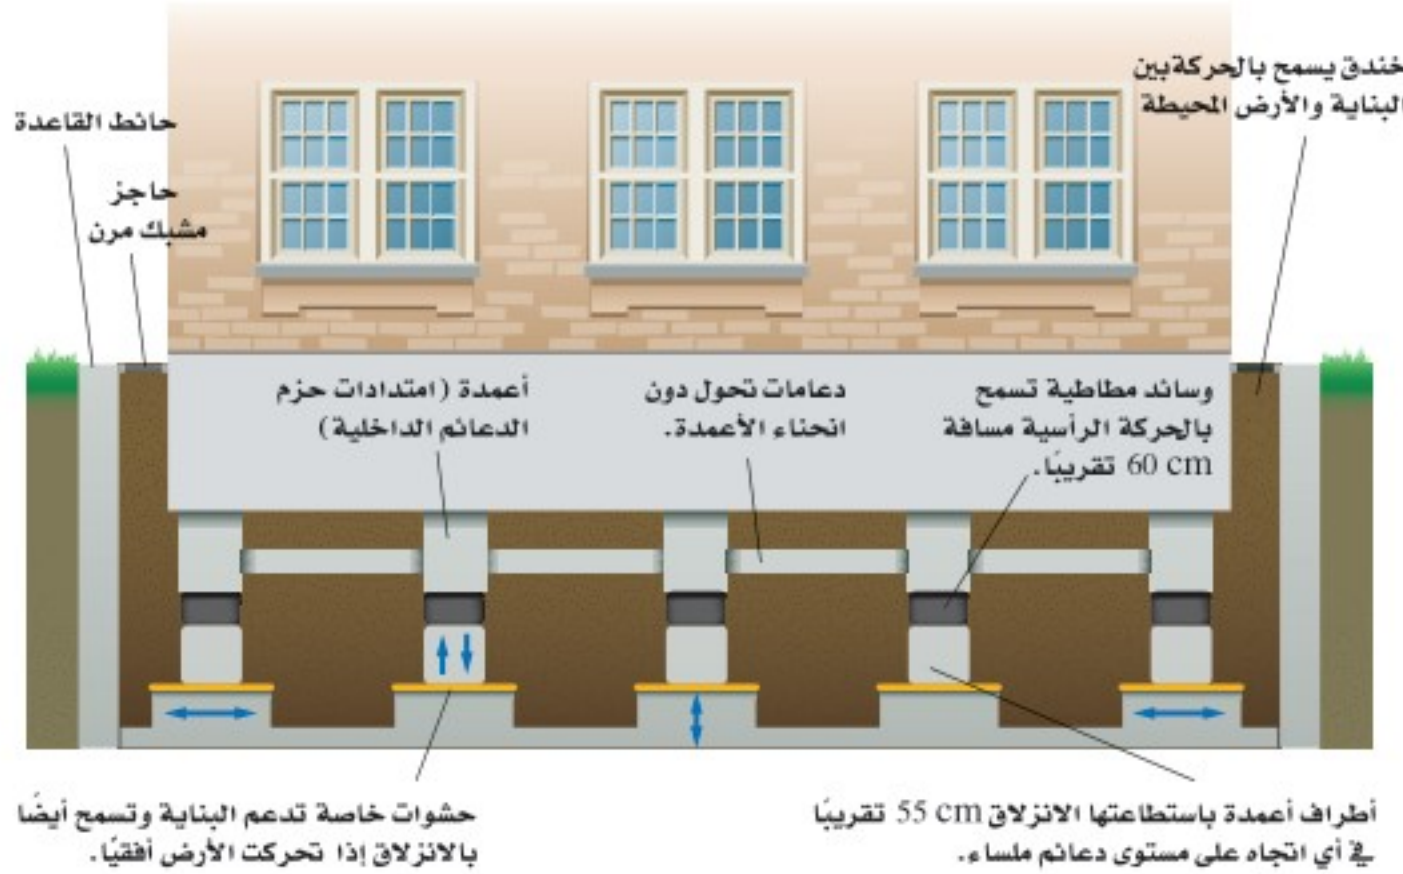 خندق يسمح بالحركة بين
البناية والأرض المحيطة
حائط القاعدة
حاجز
مشبك مرن
وسائد مطاطية تسمح
بالحركة الرأسية مسافة
60 cm تقريبًا.
دعامات تحول دون
انحناء الأعمدة.
أعمدة (امتدادات حزم
الدعائم الداخلية)
أطراف أعمدة باستطاعتها الانزلاق 55 cm تقريبًا
في أي اتجاه على مستوى دعائم ملساء.
حشوات خاصة تدعم البناية وتسمح أيضًا
بالانزلاق إذا تحركت الأرض أفقيًا.